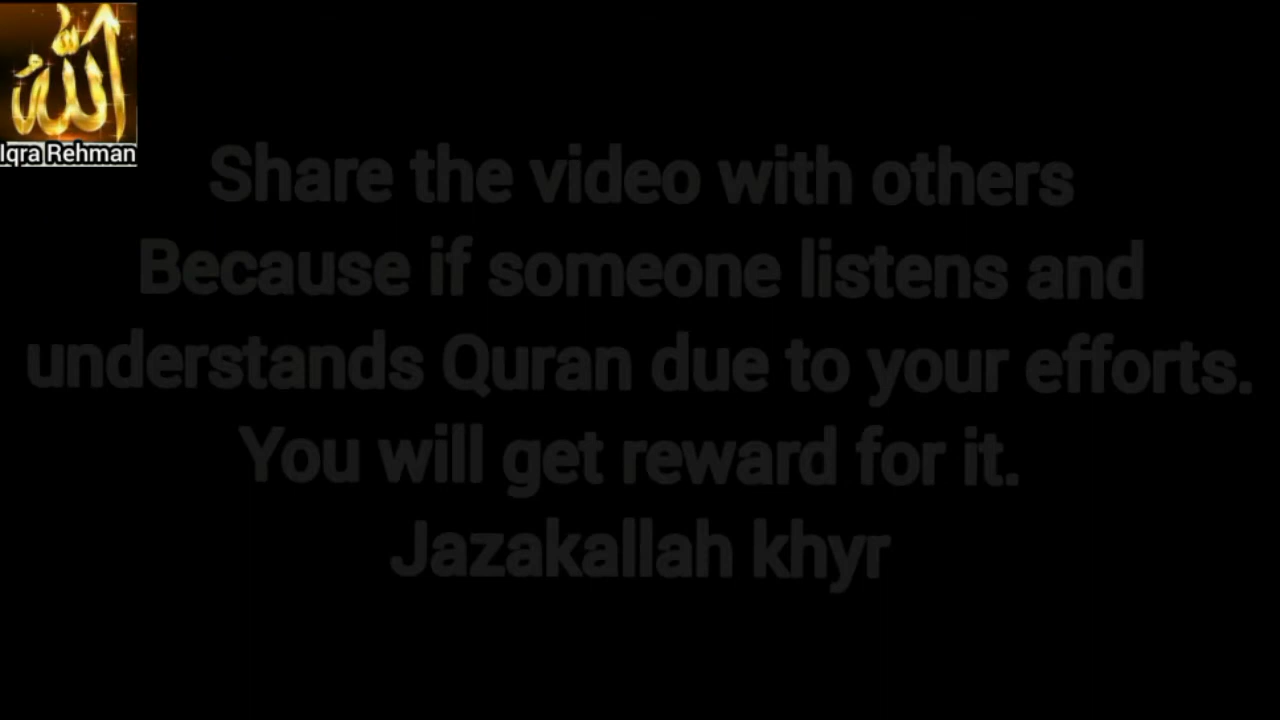 الله
Iqra Rehman
Share the video with others
Because if someone listens and
understands Quran due to your efforts.
You will get reward for it.
Jazakallah khyr